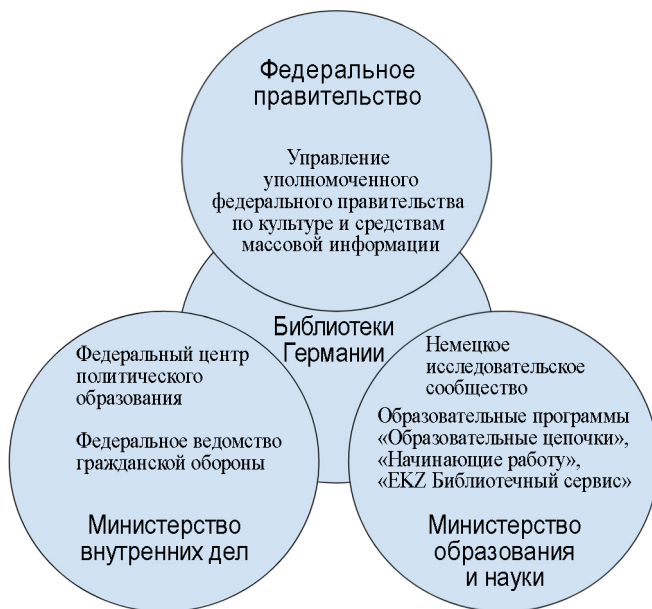 Федеральное
правительство
Управление
уполномоченного
федерального правительства
по культуре и средствам
массовой информации
Библиотеки
Германии
Федеральный центр
политического
образования
Федеральное ведомство
гражданской обороны
Министерство
внутренних дел
Немецкое
исследовательское
сообщество
Образовательные программы
«Образовательные цепочки»,
«Начинающие работу»,
«EKZ Библиотечный сервис»
Министерство
образования
и науки